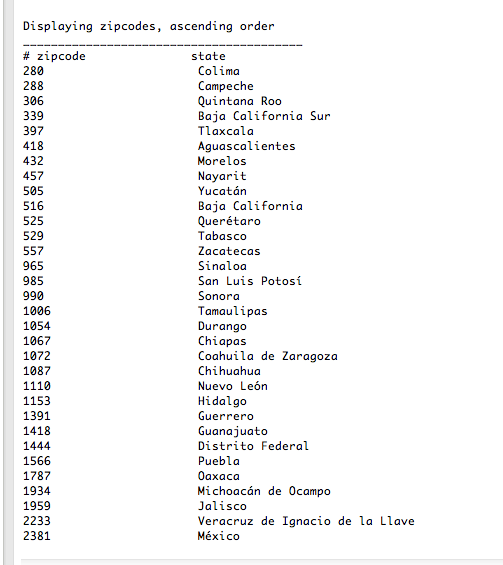 Displaying zipcodes, ascending order
________________________________________
# zipcode state
280 Colima
288 Campeche
306 Quintana Roo
339 Baja California Sur
397 Tlaxcala
418 Aguascalientes
432 Morelos
457 Nayarit
505 Yucatán
516 Baja California
525 Querétaro
529 Tabasco
557 Zacatecas
965 Sinaloa
985 San Luis Potosí
990 Sonora
1006 Tamaulipas
1054 Durango
1067 Chiapas
1072 Coahuila de Zaragoza
1087 Chihuahua
1110 Nuevo León
1153 Hidalgo
1391 Guerrero
1418 Guanajuato
1444 Distrito Federal
1566 Puebla
1787 Oaxaca
1934 Michoacán de Ocampo
1959 Jalisco
2233 Veracruz de Ignacio de la Llave
2381 México